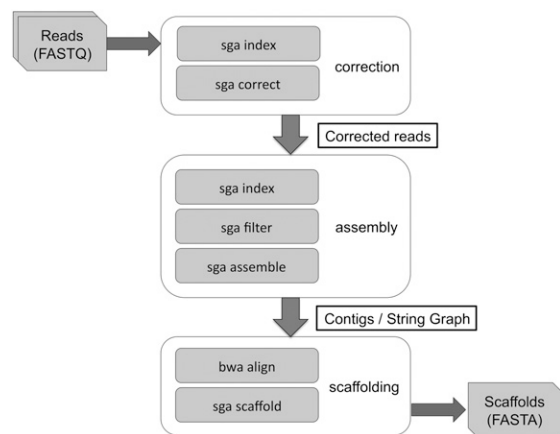 Reads
(FASTQ)
sga index
sga correct
correction
Corrected reads
sga index
sga filter
sga assemble
assembly
Contigs / String Graph
bwa align
sga scaffold
scaffolding
Scaffolds
(FASTA)